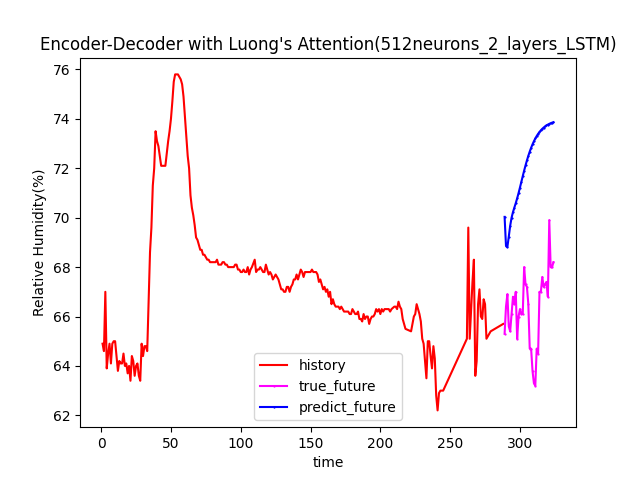 Encoder-Decoder with Luong's Attention(512neurons_2_layers_LSTM)
76
74
72
70
68
66
64
62
Relative Humidity(%)
0 50 100 150 200 250 300
time
history
true_future
predict_future